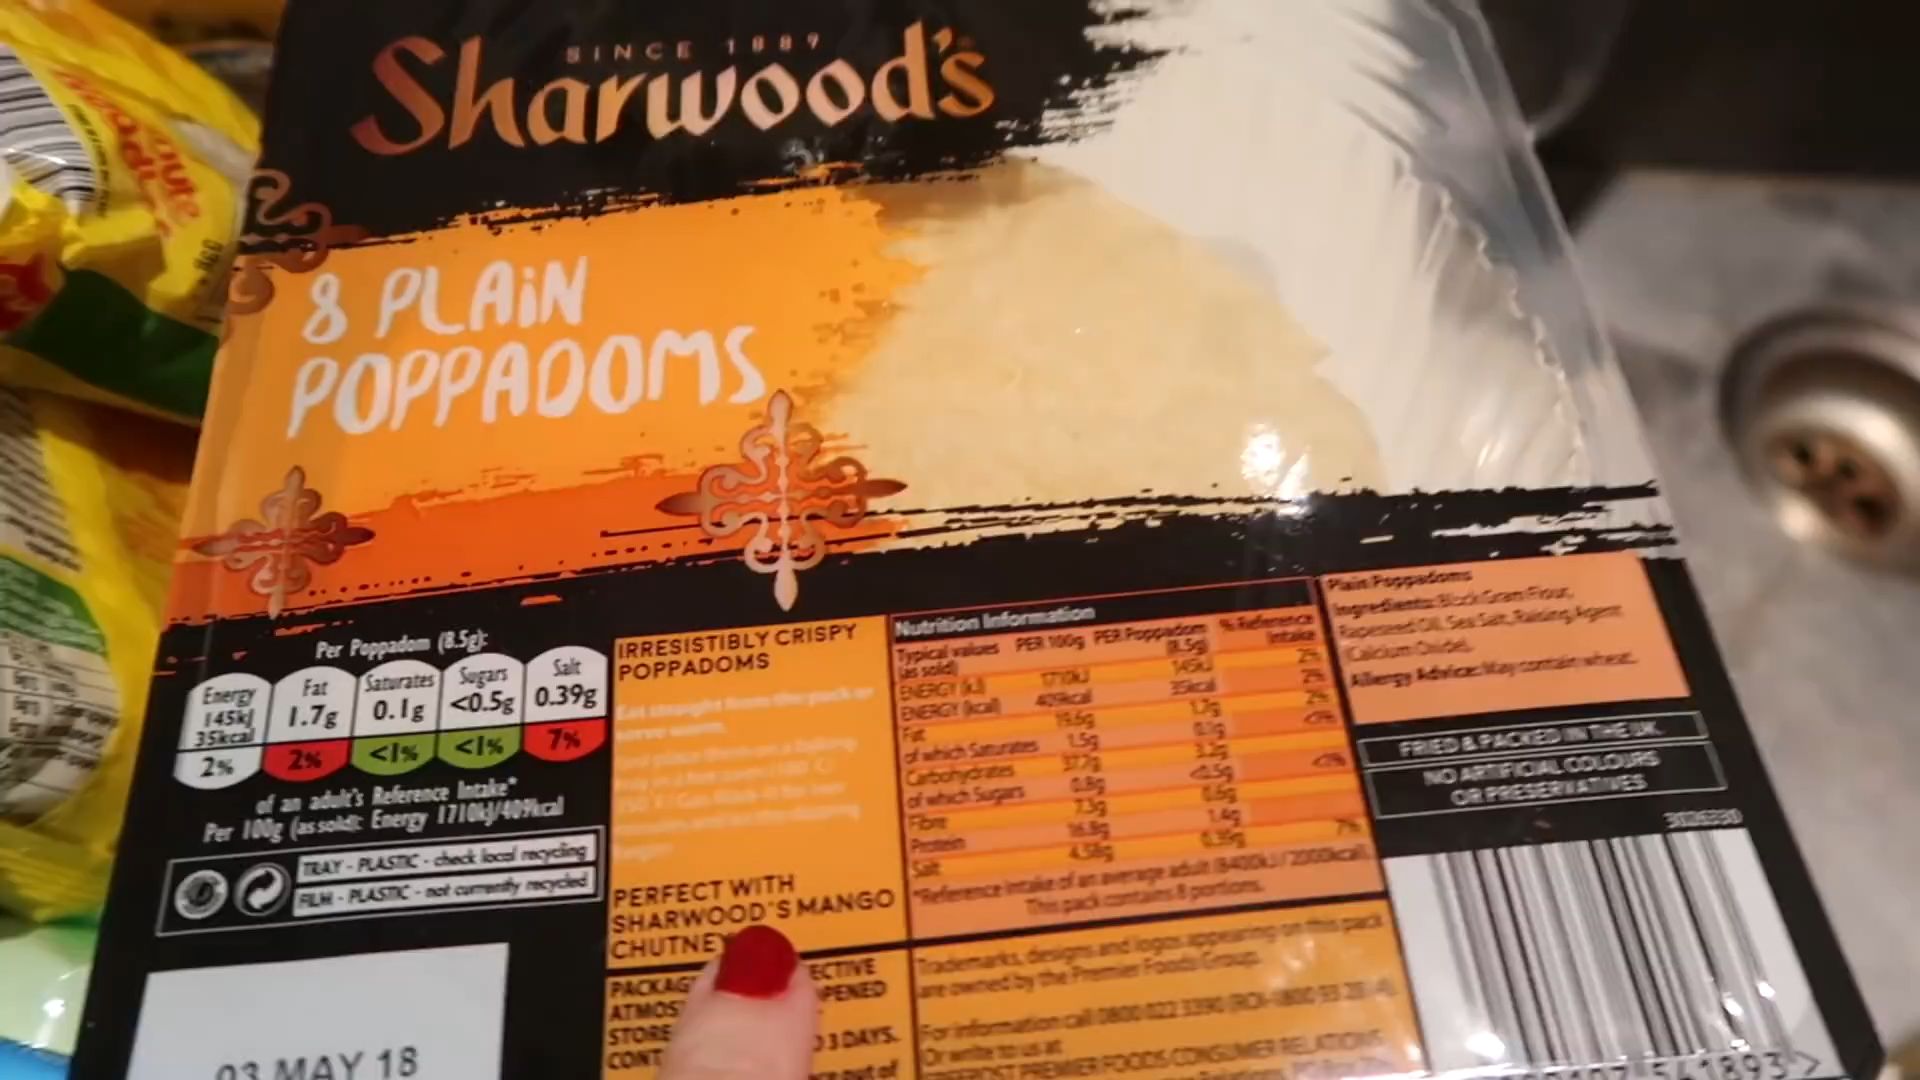 SINCE 1889
Sharwood's
8 PLAIN
POPPADOMS
Per Poppadom (8.5g):
Energy
145kJ
35kcal
2%
Fat
1.7g
2%
Saturates
0.1g
<1%
Sugars
<0.5g
<1%
Salt
0.39g
7%
of an adult's Reference Intake*
Per 100g (as sold): Energy 1710kJ/409kcal
TRAY - PLASTIC - check local recycling
FILM - PLASTIC - not currently recycled
03 MAY 18
IRRESISTIBLY CRISPY
POPPADOMS
Eat straight from the pack or
serve warm.
PERFECT WITH
SHARWOOD'S MANGO
CHUTNEY
PACKAG ECTIVE
ATMOS OPENED
STORE
CONT 3 DAYS.
Nutrition Information
Typical values PER 100g PER Poppadom % Reference
(as sold) (8.5g) Intake
ENERGY (kJ) 1710kJ 145kJ 2%
ENERGY (kcal) 409kcal 35kcal 2%
Fat 19.6g 1.7g 2%
of which Saturates 1.5g 0.1g <1%
Carbohydrates 37.7g 3.2g
of which Sugars 0.8g <0.5g <1%
Fibre 7.3g 0.6g
Protein 16.8g 1.4g
Salt 4.58g 0.39g 7%
*Reference Intake of an average adult (8400kJ/2000kcal).
This pack contains 8 portions.
Trademarks, designs and logos appearing on this pack
are owned by the Premier Foods Group.
For information call 0800 022 3390
Or write to us at
PREMIER FOODS CONSUMER RELATIONS
Plain Poppadoms
Ingredients: Black Gram Flour,
Rapeseed Oil, Sea Salt, Raising Agent
(Calcium Oxide).
Allergy Advice: May contain wheat.
FRIED & PACKED IN THE UK
NO ARTIFICIAL COLOURS
OR PRESERVATIVES
541893